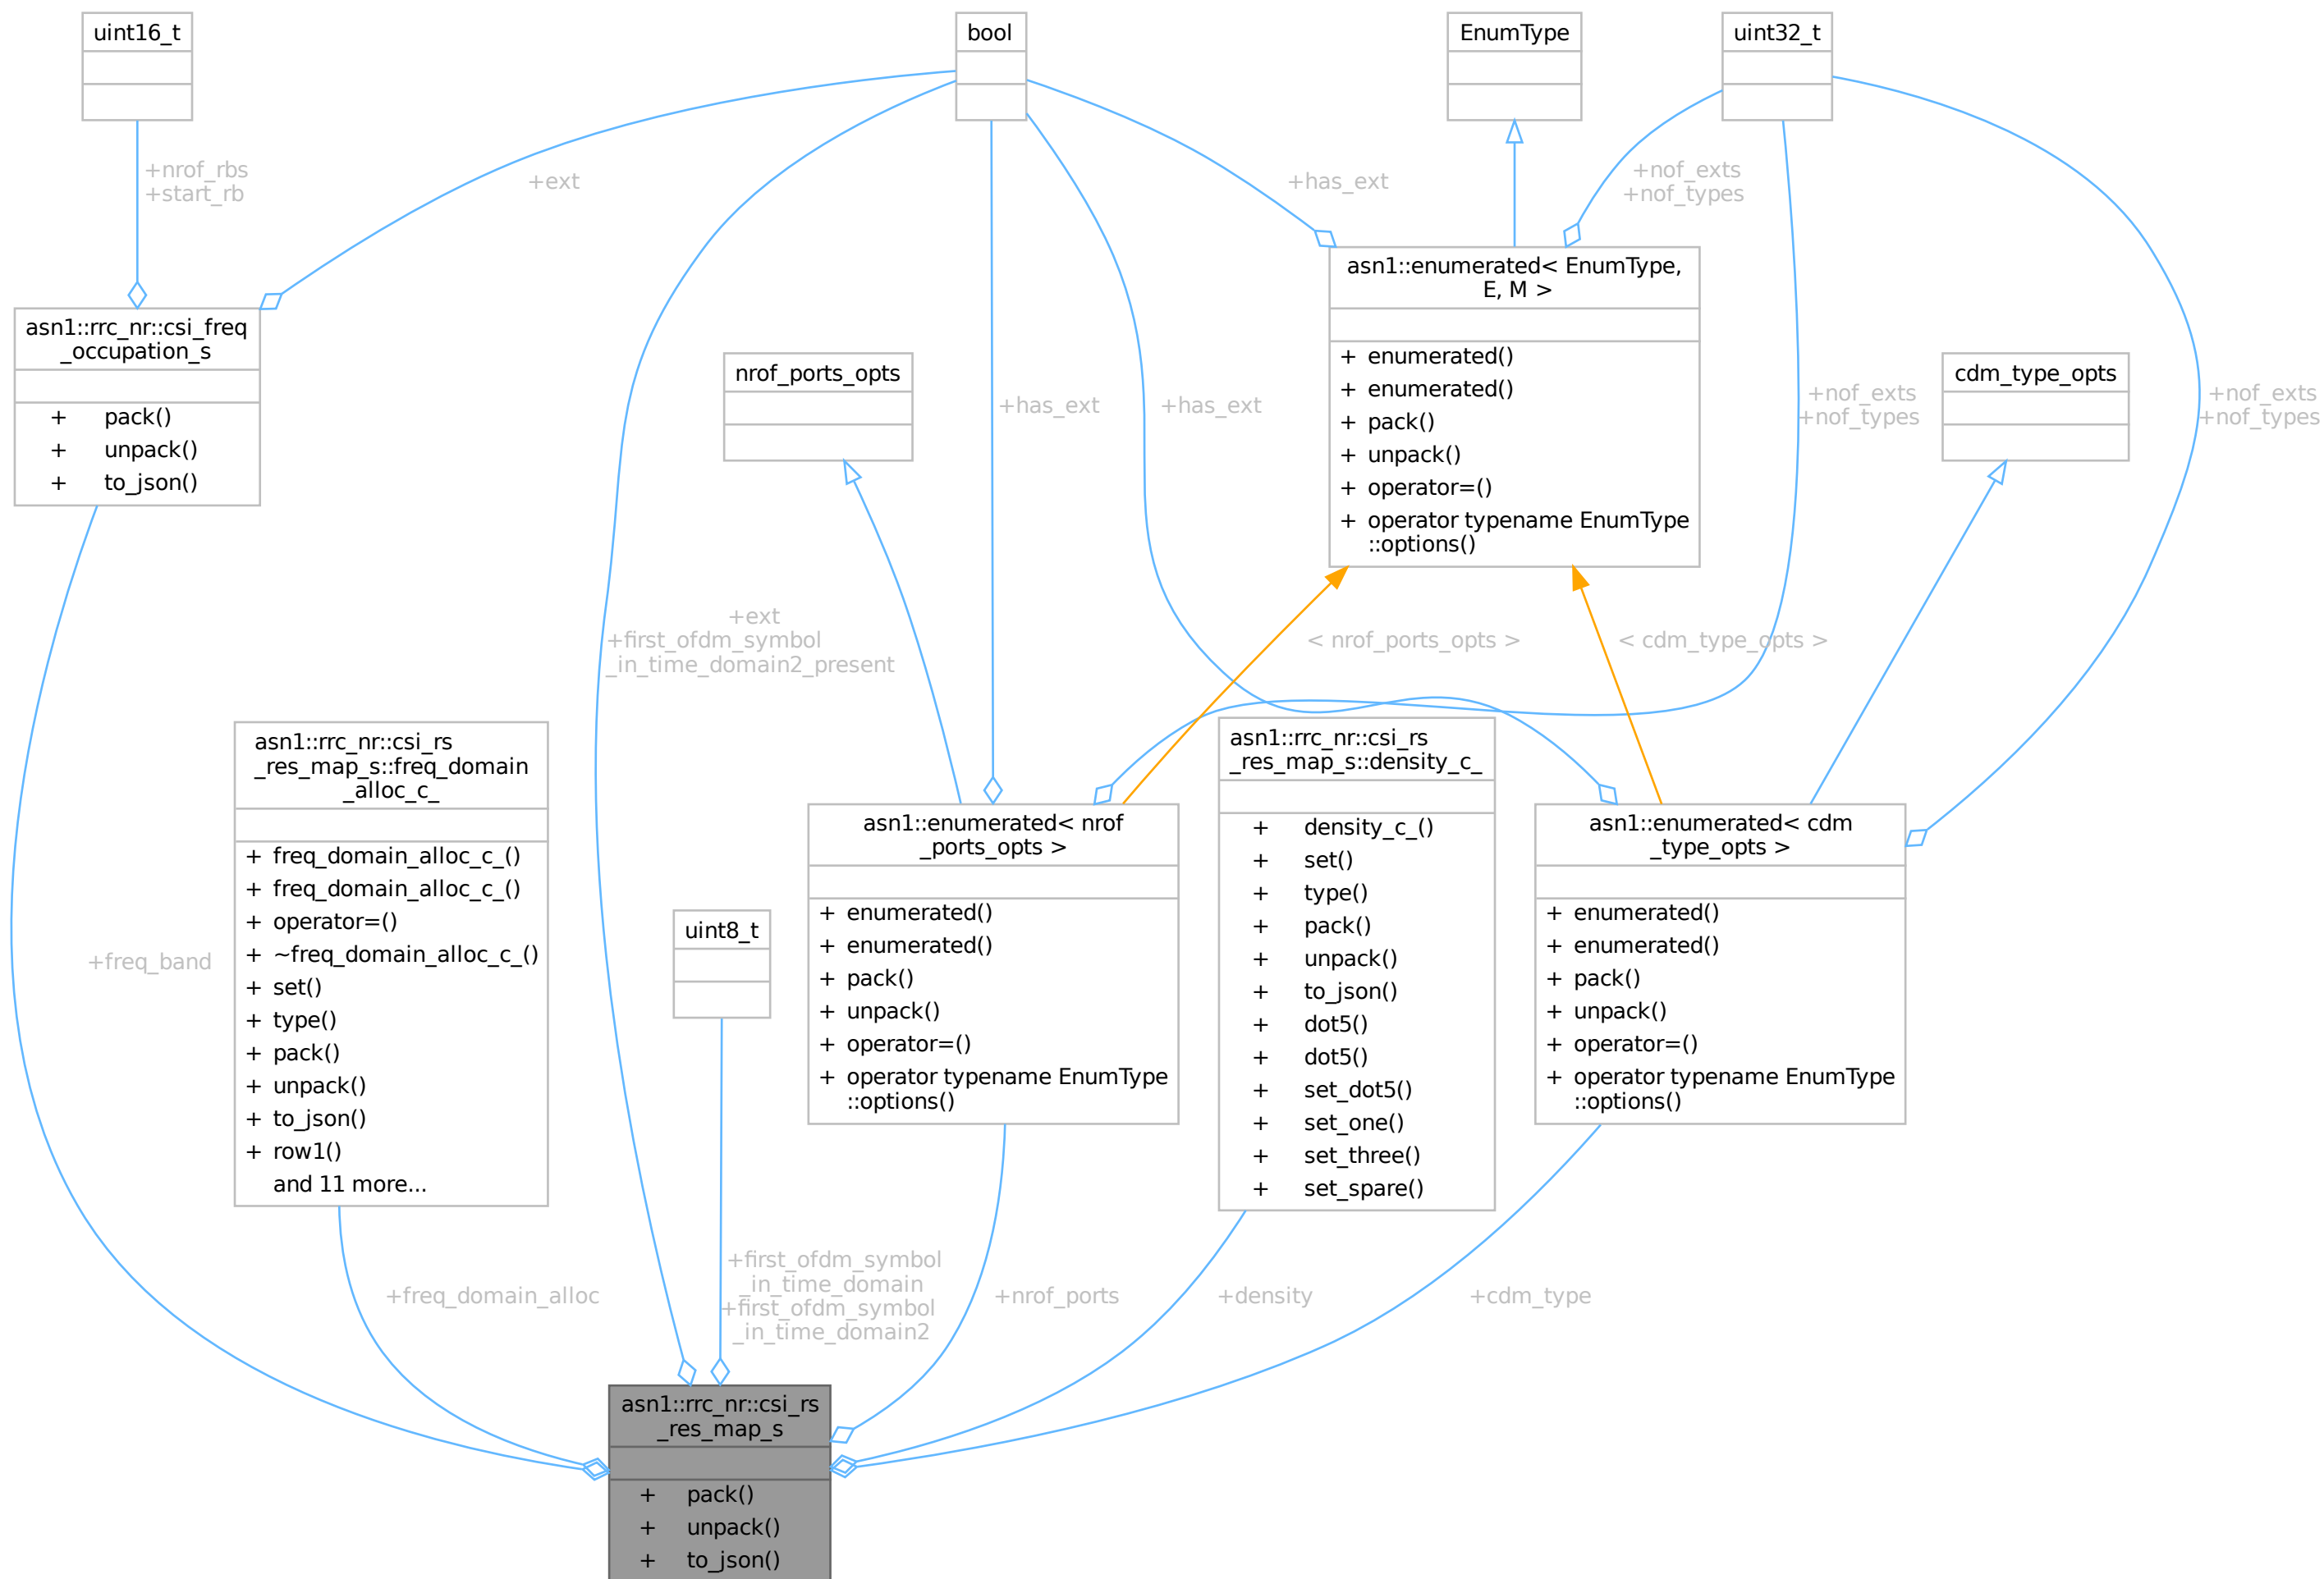 uint16_t
bool
EnumType
uint32_t
+nrof_rbs
+start_rb
+ext
+has_ext
+nof_exts
+nof_types
asn1::enumerated< EnumType,
E, M >
+ enumerated()
+ enumerated()
+ pack()
+ unpack()
+ operator=()
+ operator typename EnumType
::options()
asn1::rrc_nr::csi_freq
_occupation_s
+ pack()
+ unpack()
+ to_json()
nrof_ports_opts
+has_ext
+has_ext
+nof_exts
+nof_types
cdm_type_opts
+nof_exts
+nof_types
+ext
+first_ofdm_symbol
_in_time_domain2_present
< nrof_ports_opts >
< cdm_type_opts >
+freq_band
asn1::rrc_nr::csi_rs
_res_map_s::freq_domain
_alloc_c_
+ freq_domain_alloc_c_()
+ freq_domain_alloc_c_()
+ operator=()
+ ~freq_domain_alloc_c_()
+ set()
+ type()
+ pack()
+ unpack()
+ to_json()
+ row1()
and 11 more...
uint8_t
asn1::enumerated< nrof
_ports_opts >
+ enumerated()
+ enumerated()
+ pack()
+ unpack()
+ operator=()
+ operator typename EnumType
::options()
asn1::rrc_nr::csi_rs
_res_map_s::density_c_
+ density_c_()
+ set()
+ type()
+ pack()
+ unpack()
+ to_json()
+ dot5()
+ dot5()
+ set_dot5()
+ set_one()
+ set_three()
+ set_spare()
asn1::enumerated< cdm
_type_opts >
+ enumerated()
+ enumerated()
+ pack()
+ unpack()
+ operator=()
+ operator typename EnumType
::options()
+freq_domain_alloc
+first_ofdm_symbol
_in_time_domain
+first_ofdm_symbol
_in_time_domain2
+nrof_ports
+density
+cdm_type
asn1::rrc_nr::csi_rs
_res_map_s
+ pack()
+ unpack()
+ to_json()